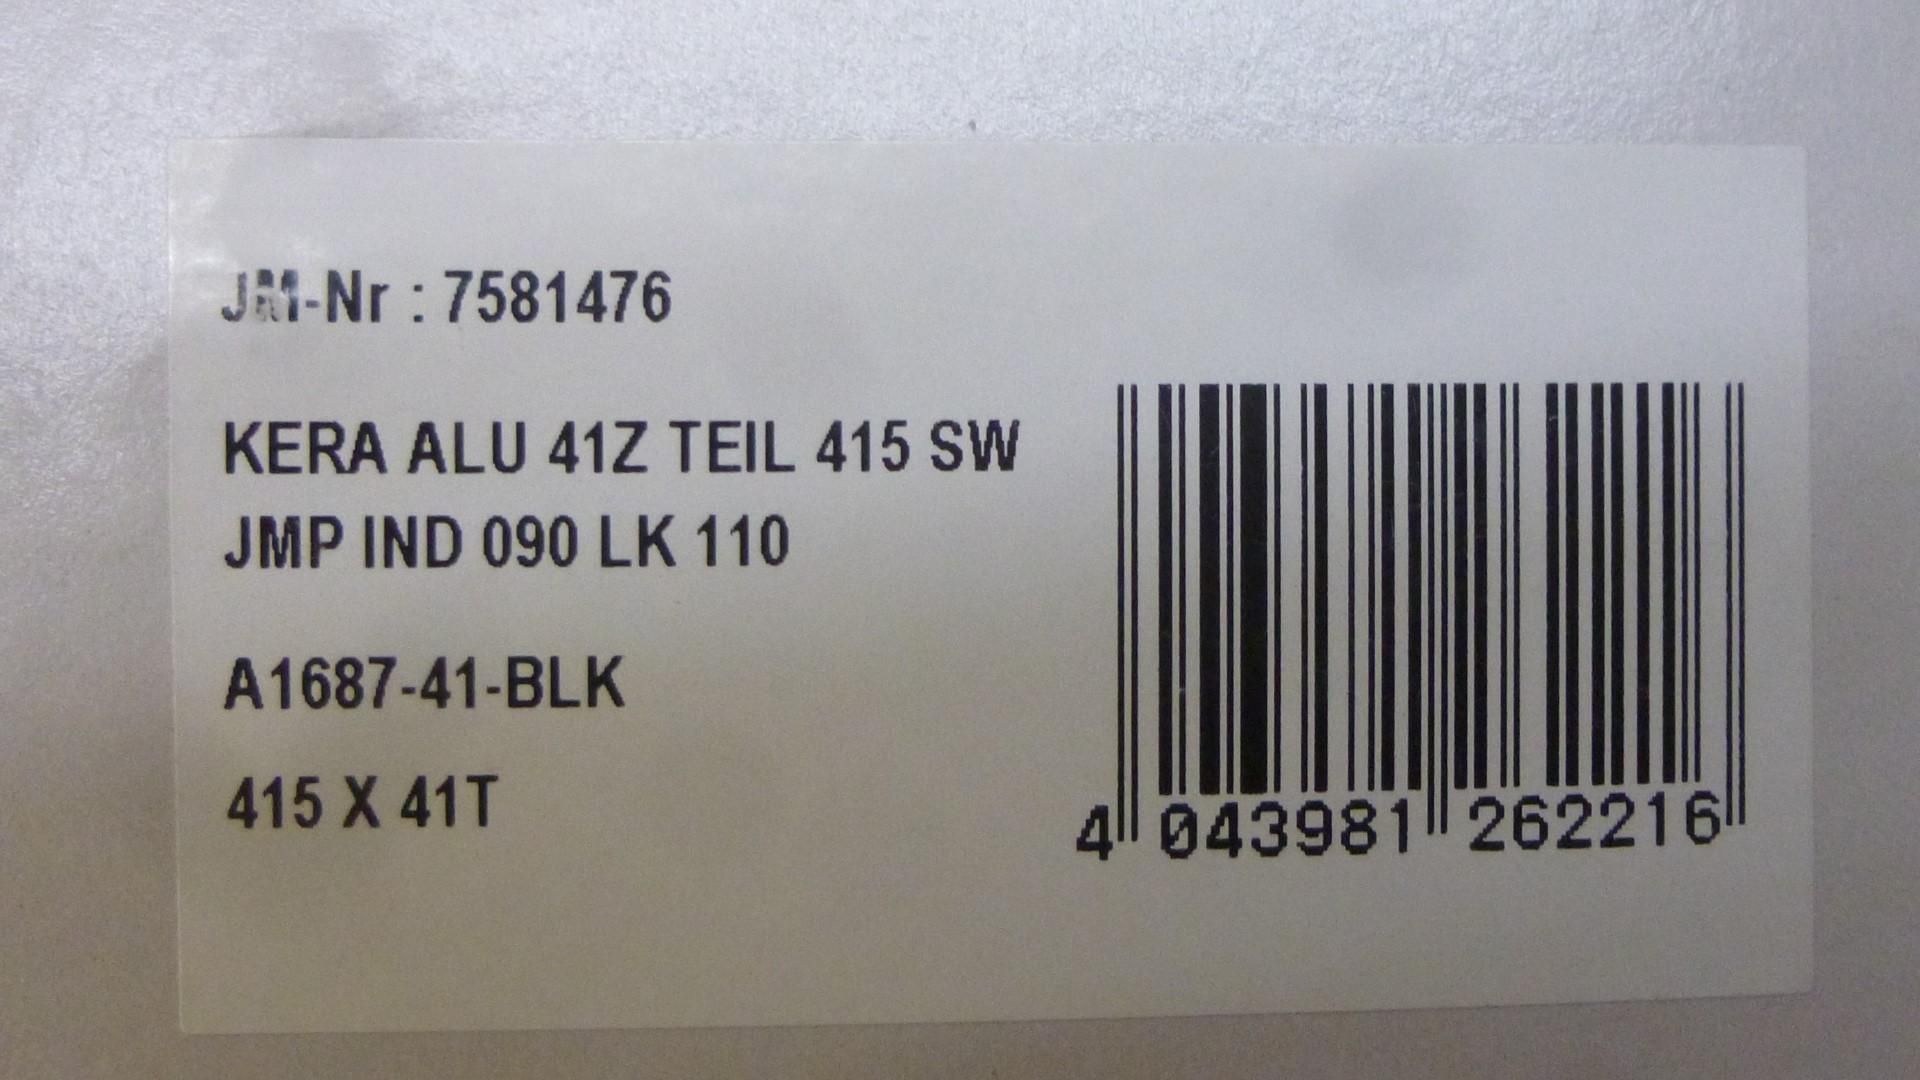 JM-Nr : 7581476
KERA ALU 41Z TEIL 415 SW
JMP IND 090 LK 110
A1687-41-BLK
415 X 41T
4 043981 262216